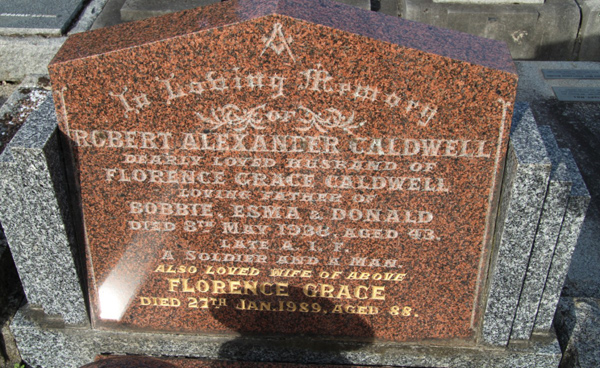 In Loving Memory
OF
ROBERT ALEXANDER CALDWELL
DEARLY LOVED HUSBAND OF
FLORENCE GRACE CALDWELL
LOVING FATHER OF
BOBBIE, ESMA & DONALD
DIED 8TH MAY 1936, AGED 43.
LATE A.I.F.
A SOLDIER AND A MAN.
ALSO LOVED WIFE OF ABOVE
FLORENCE GRACE
DIED 27TH JAN. 1989, AGED 88.